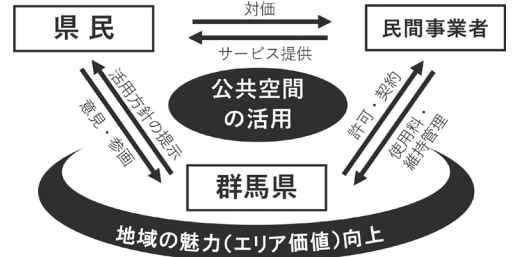 県民
対価
サービス提供
民間事業者
公共空間
の活用
活用方針の提示
意見・参画
許可・契約
使用料・
維持管理
群馬県
地域の魅力(エリア価値)向上